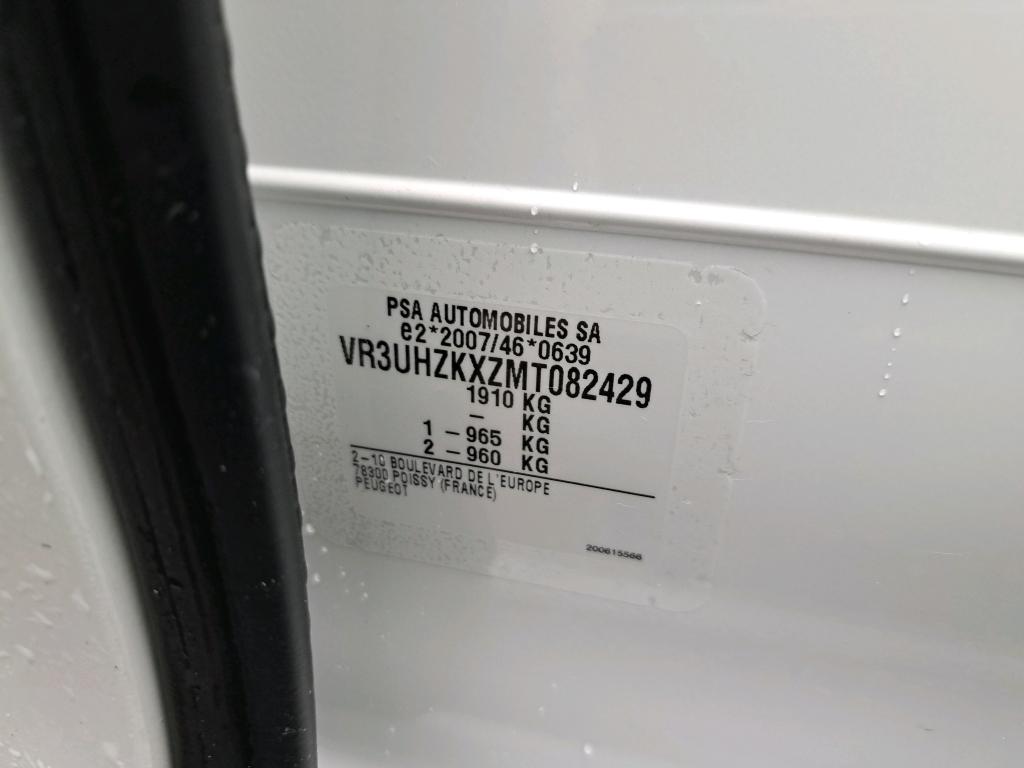 PSA AUTOMOBILES SA
e2*2007/46*0639
VR3UHZKXZMT082429
1910 KG
– KG
1 – 965 KG
2 – 960 KG
2–10 BOULEVARD DE L'EUROPE
78300 POISSY (FRANCE)
PEUGEOT
200615566